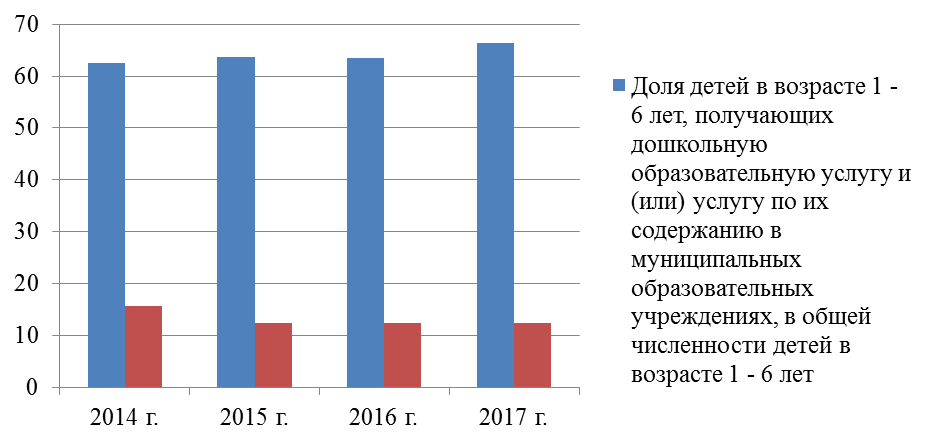 70
60
50
40
30
20
10
0
2014 г.
2015 г.
2016 г.
2017 г.
Доля детей в возрасте 1 -
6 лет, получающих
дошкольную
образовательную услугу и
(или) услугу по их
содержанию в
муниципальных
образовательных
учреждениях, в общей
численности детей в
возрасте 1 - 6 лет